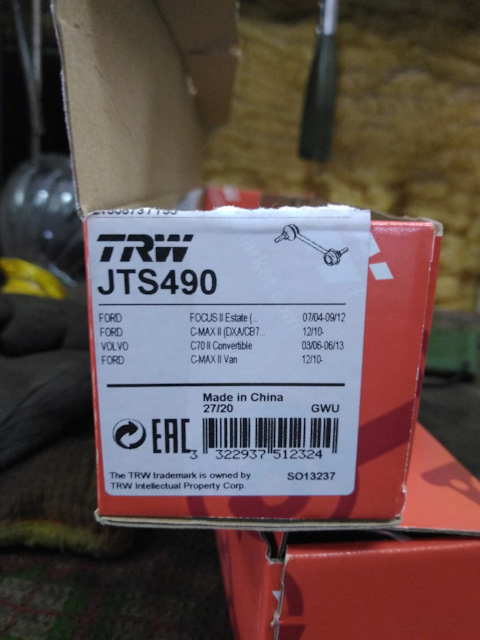 TRW
JTS490
FORD FOCUS II Estate (... 07/04-09/12
FORD C-MAX II (DXA/CB7... 12/10-
VOLVO C70 II Convertible 03/06-06/13
FORD C-MAX II Van 12/10-
Made in China
27/20 GWU
EAC
3 322937 512324
The TRW trademark is owned by
TRW Intellectual Property Corp.
SO13237